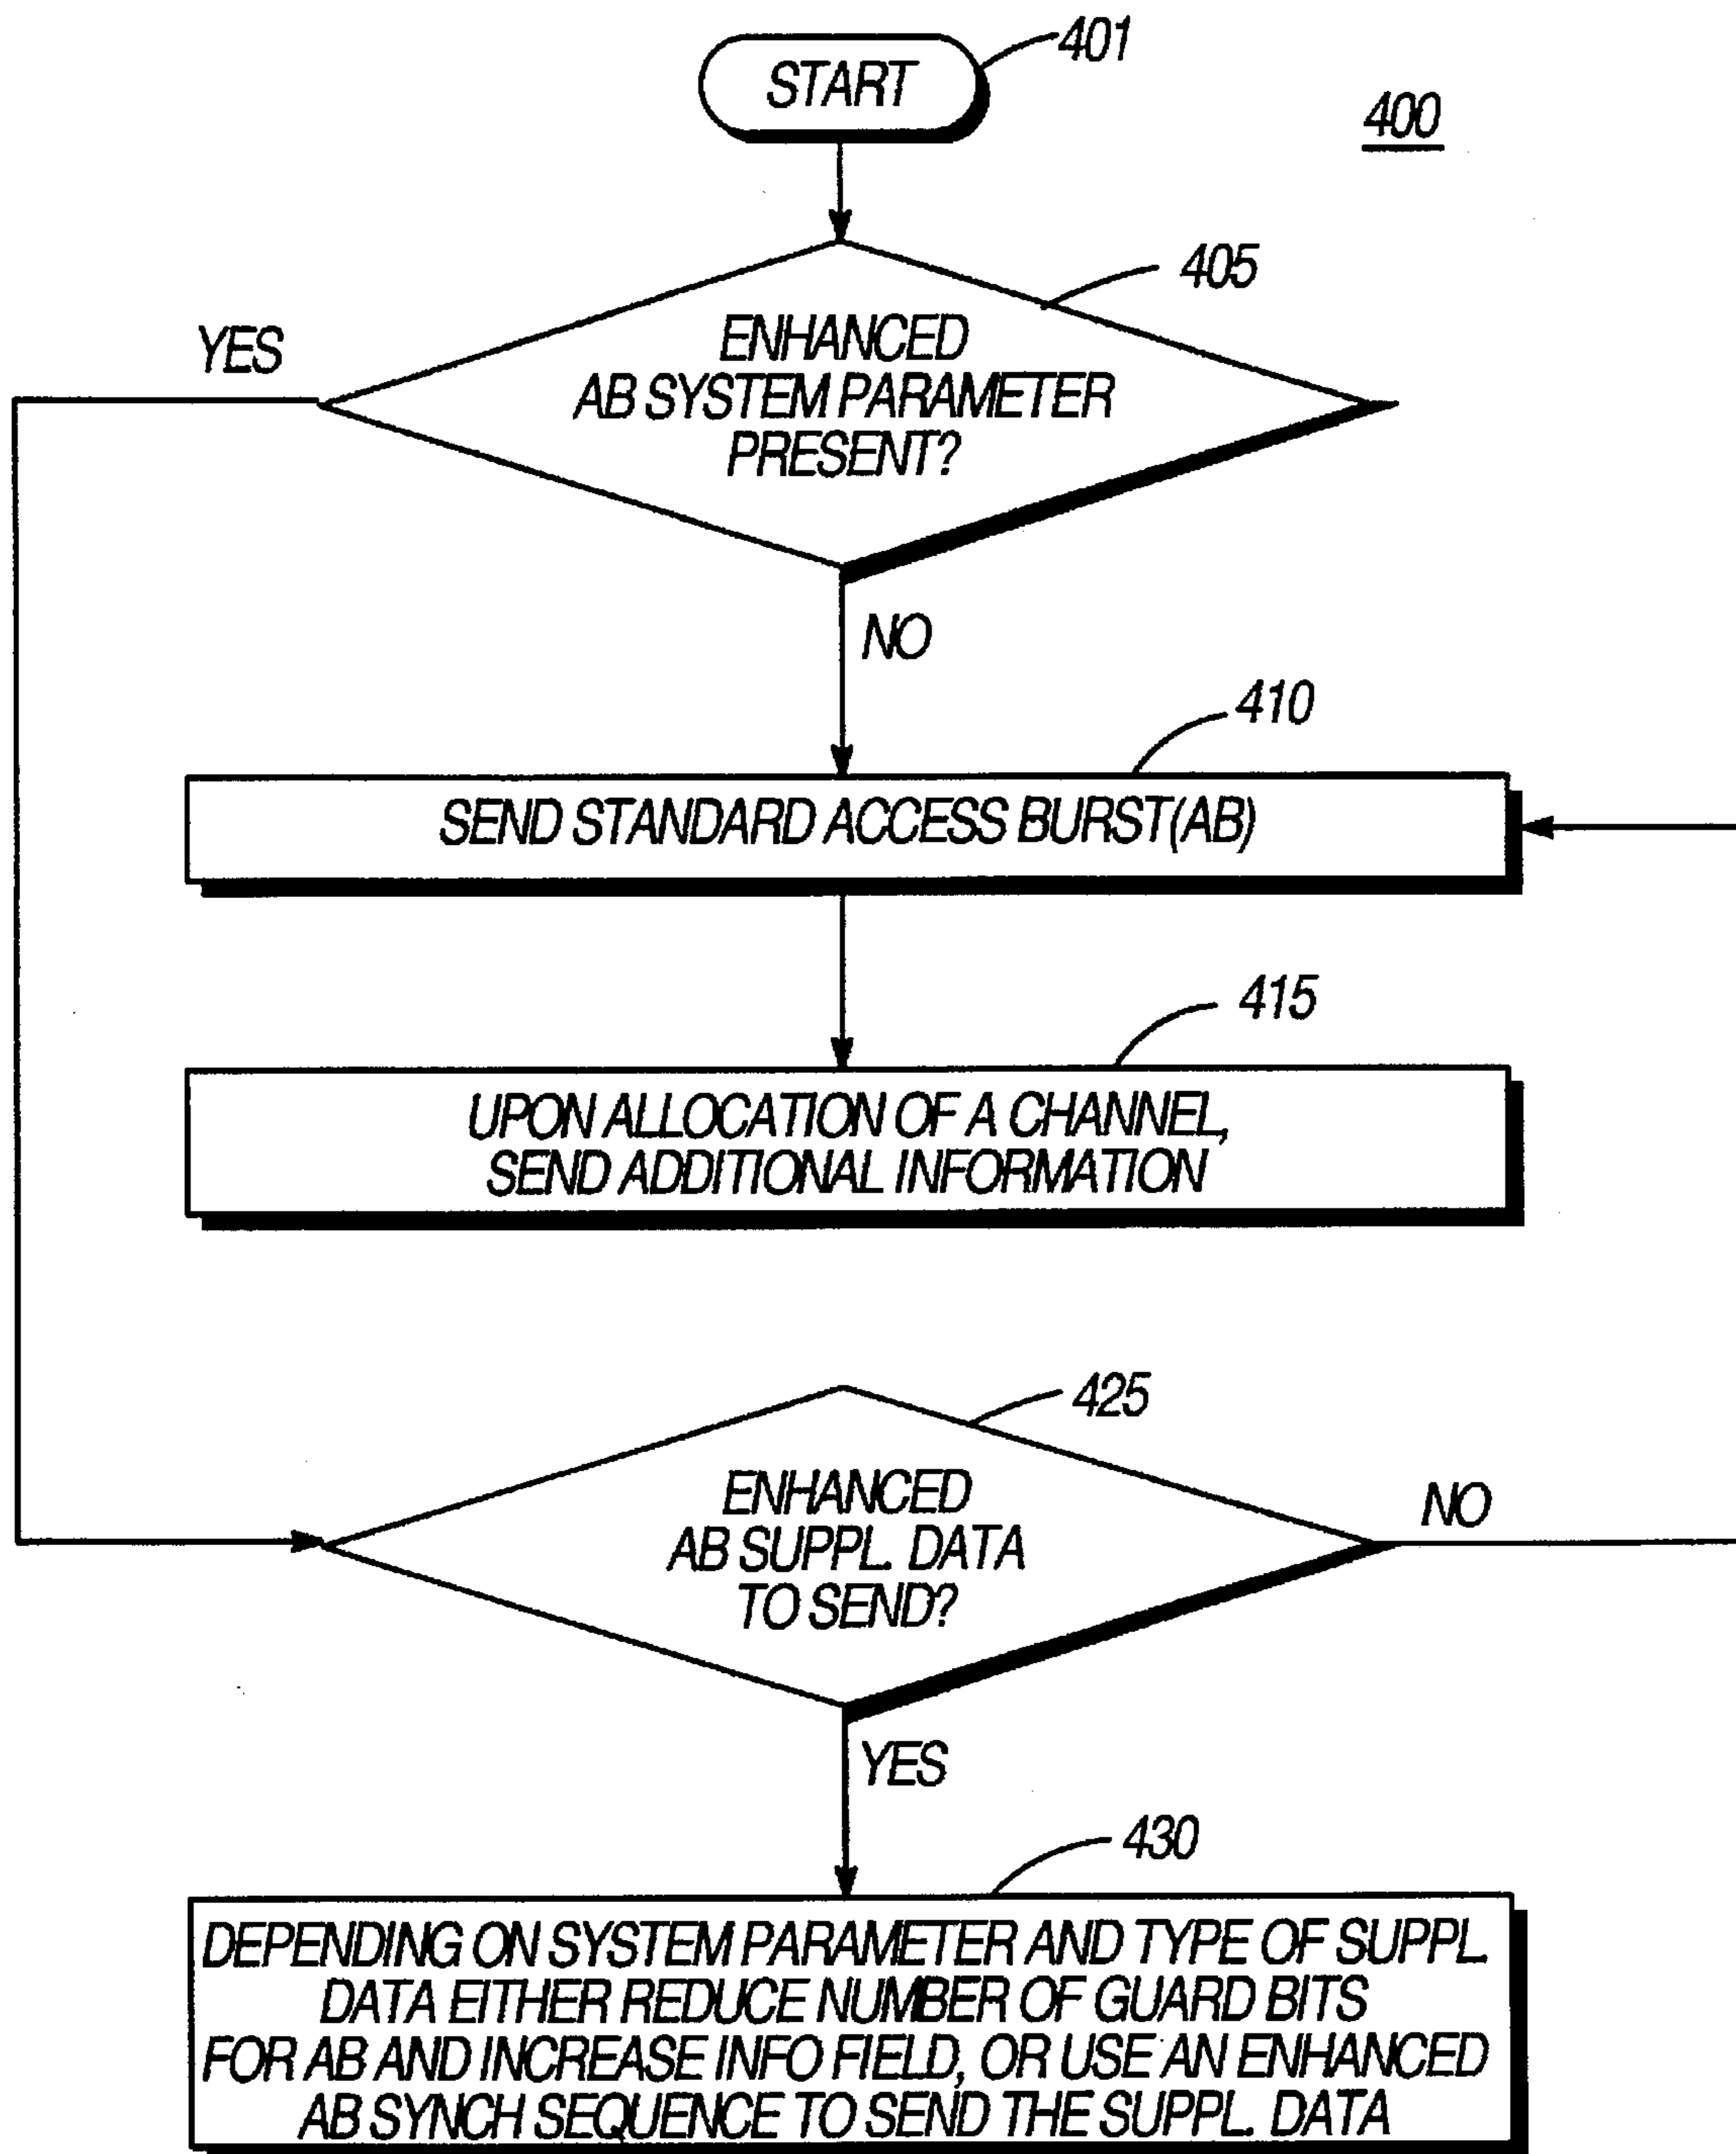 START
401
400
405
YES
ENHANCED
AB SYSTEM PARAMETER
PRESENT?
NO
410
SEND STANDARD ACCESS BURST(AB)
415
UPON ALLOCATION OF A CHANNEL,
SEND ADDITIONAL INFORMATION
425
ENHANCED
AB SUPPL. DATA
TO SEND?
NO
YES
430
DEPENDING ON SYSTEM PARAMETER AND TYPE OF SUPPL.
DATA EITHER REDUCE NUMBER OF GUARD BITS
FOR AB AND INCREASE INFO FIELD, OR USE AN ENHANCED
AB SYNCH SEQUENCE TO SEND THE SUPPL. DATA